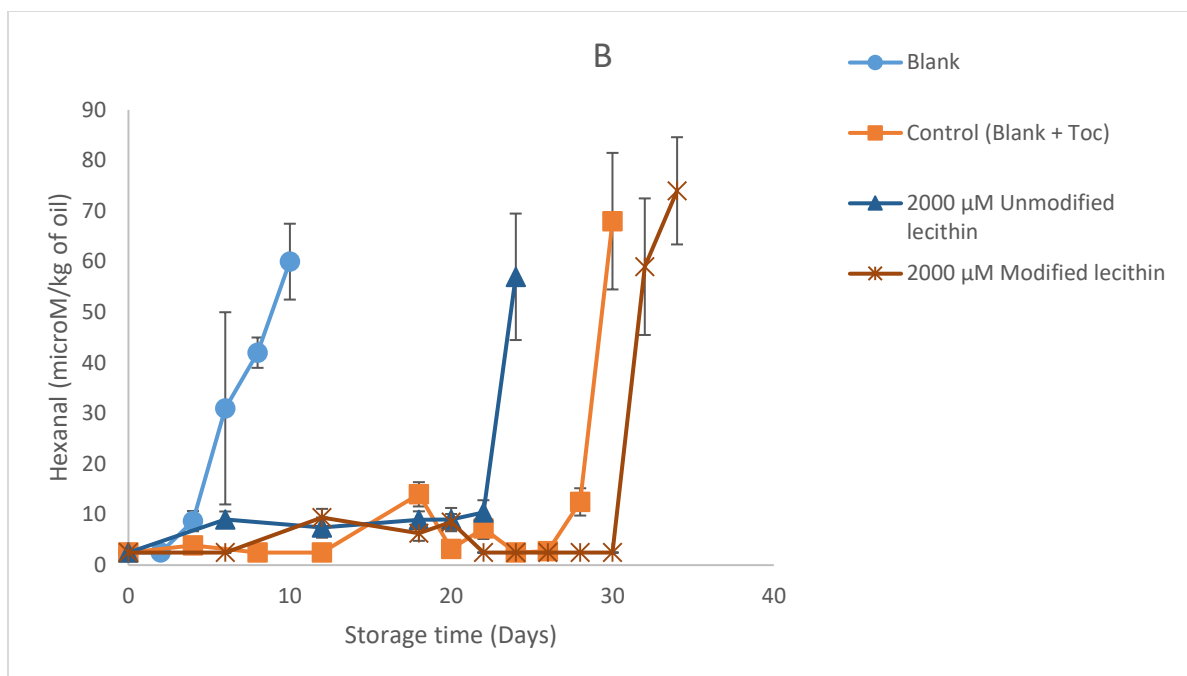 B
Blank
Control (Blank + Toc)
2000 µM Unmodified
lecithin
2000 µM Modified lecithin
Hexanal (microM/kg of oil)
90
80
70
60
50
40
30
20
10
0
0 10 20 30 40
Storage time (Days)